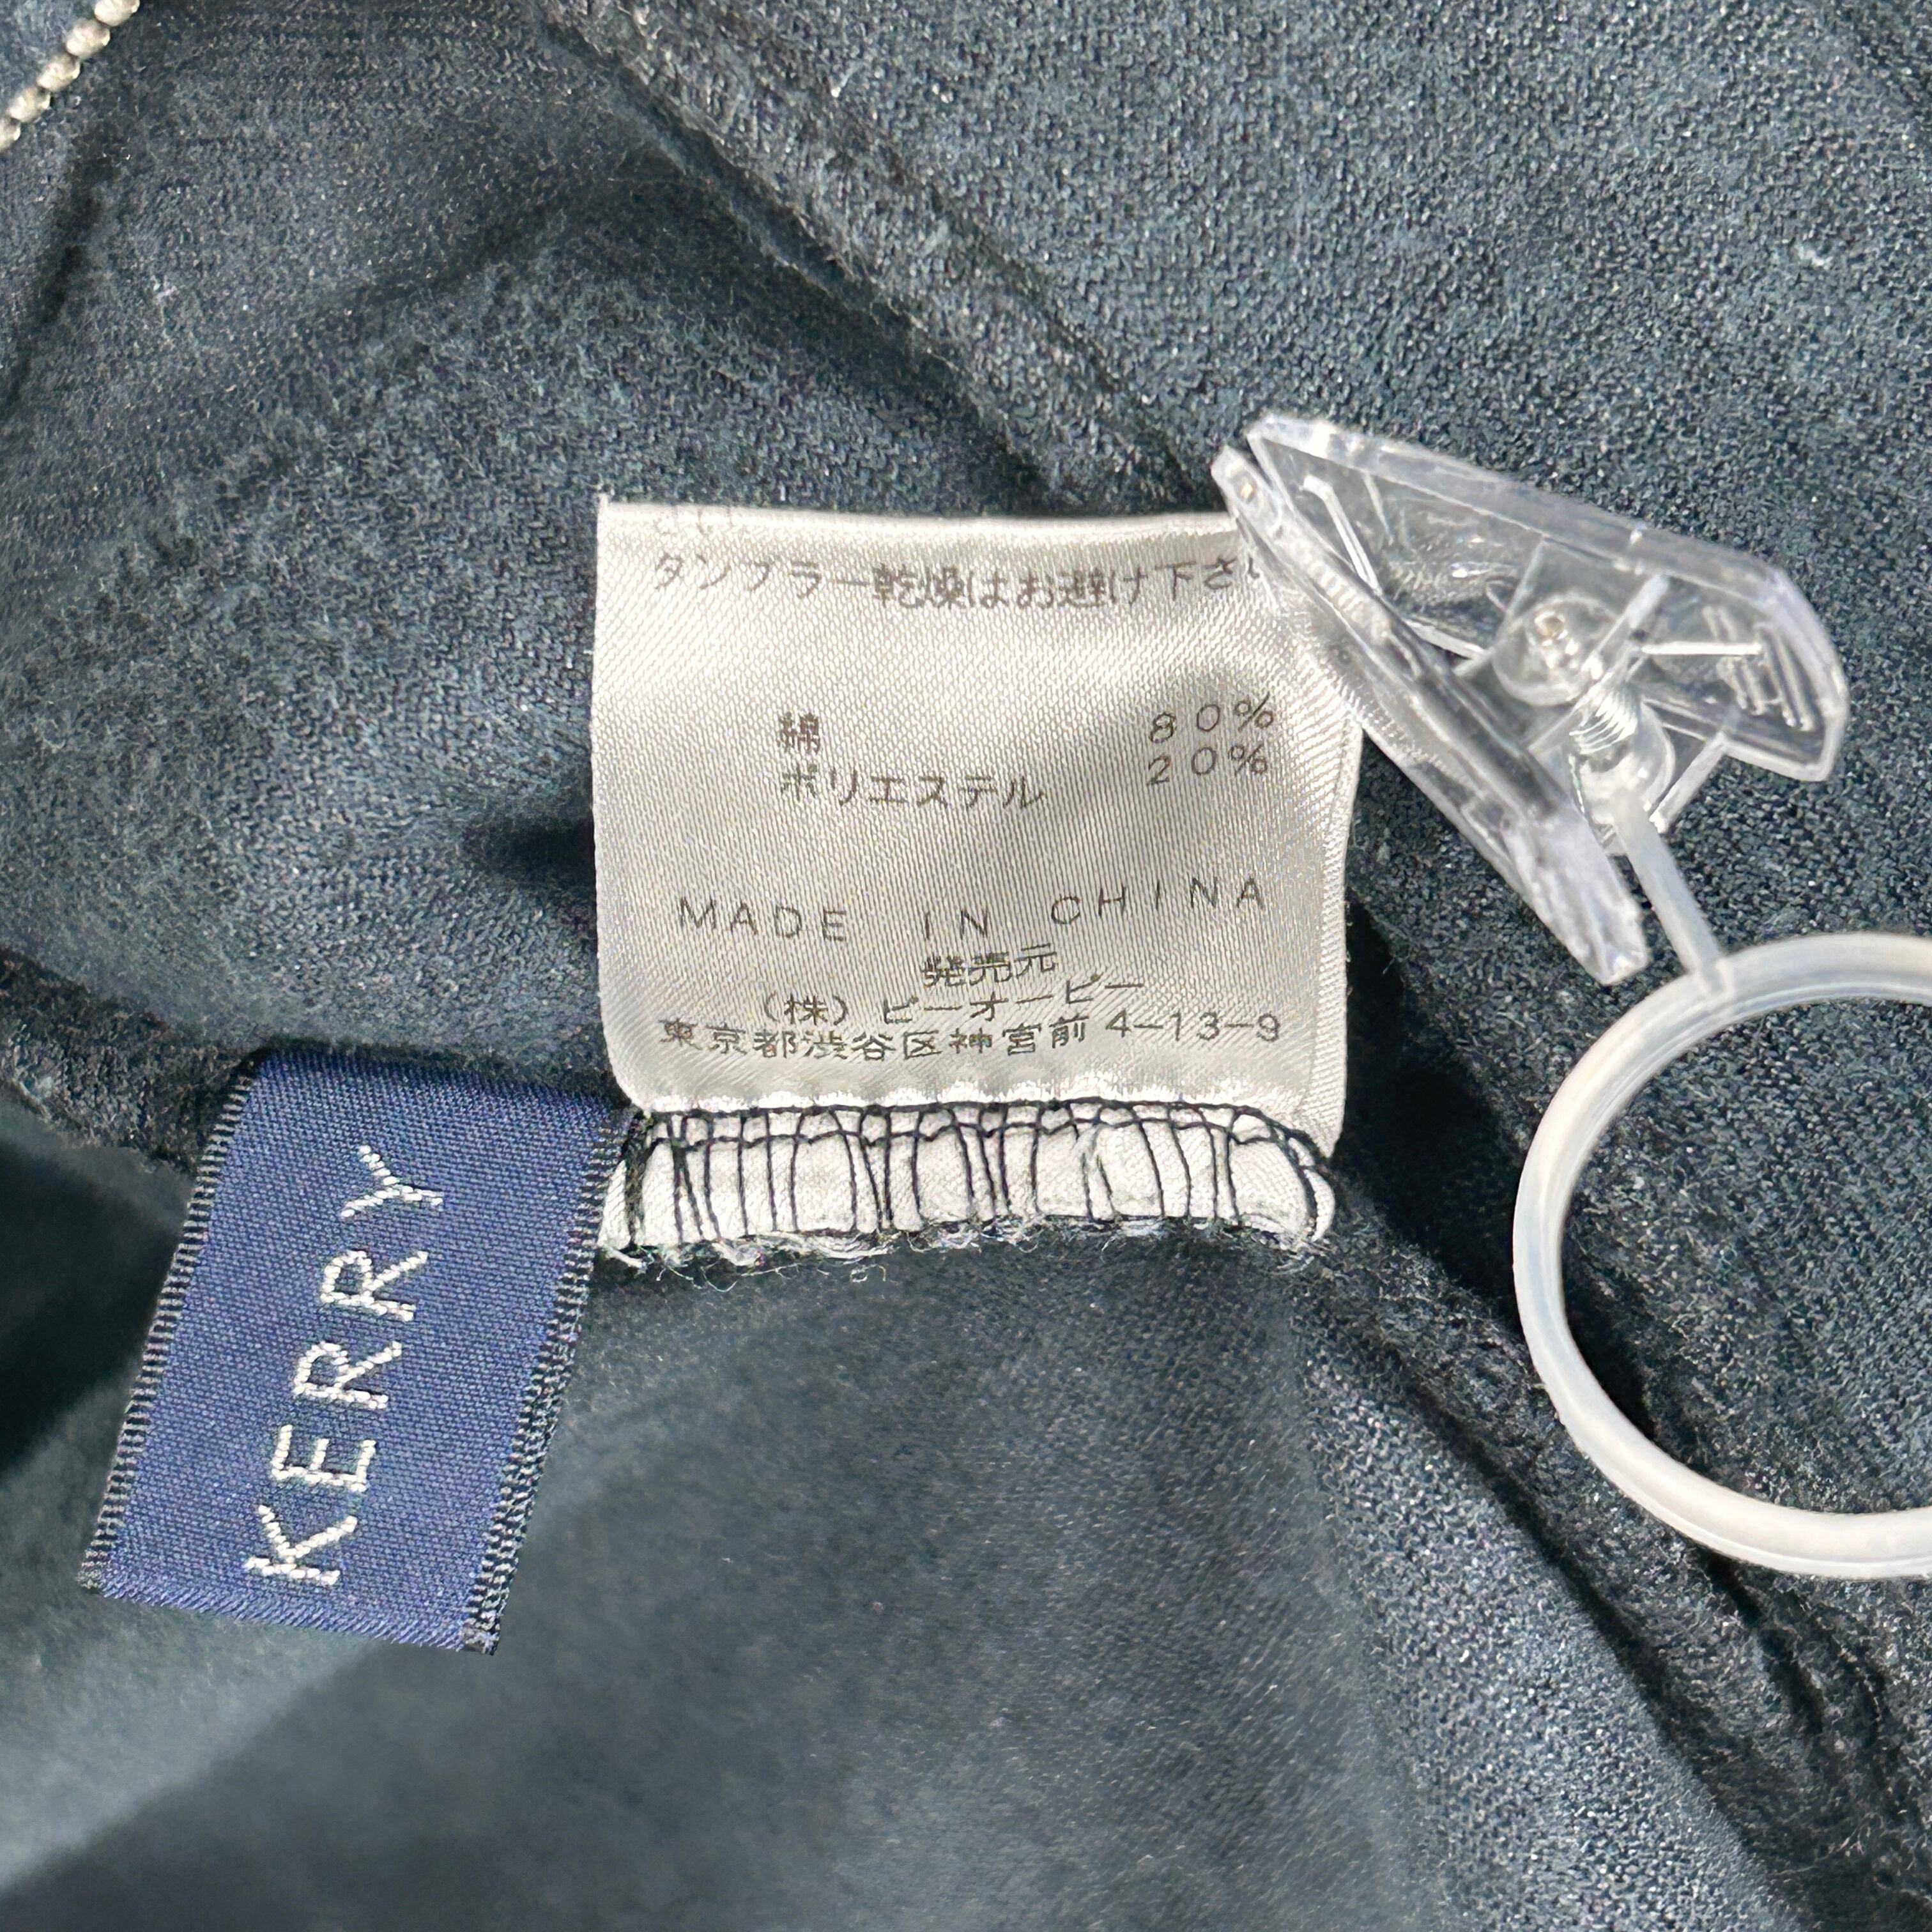 さい。
タンブラー乾燥はお避け下さい
綿 80%
ポリエステル 20%
MADE IN CHINA
発売元
(株) ピーオーピー
東京都渋谷区神宮前4-13-9
KERRY